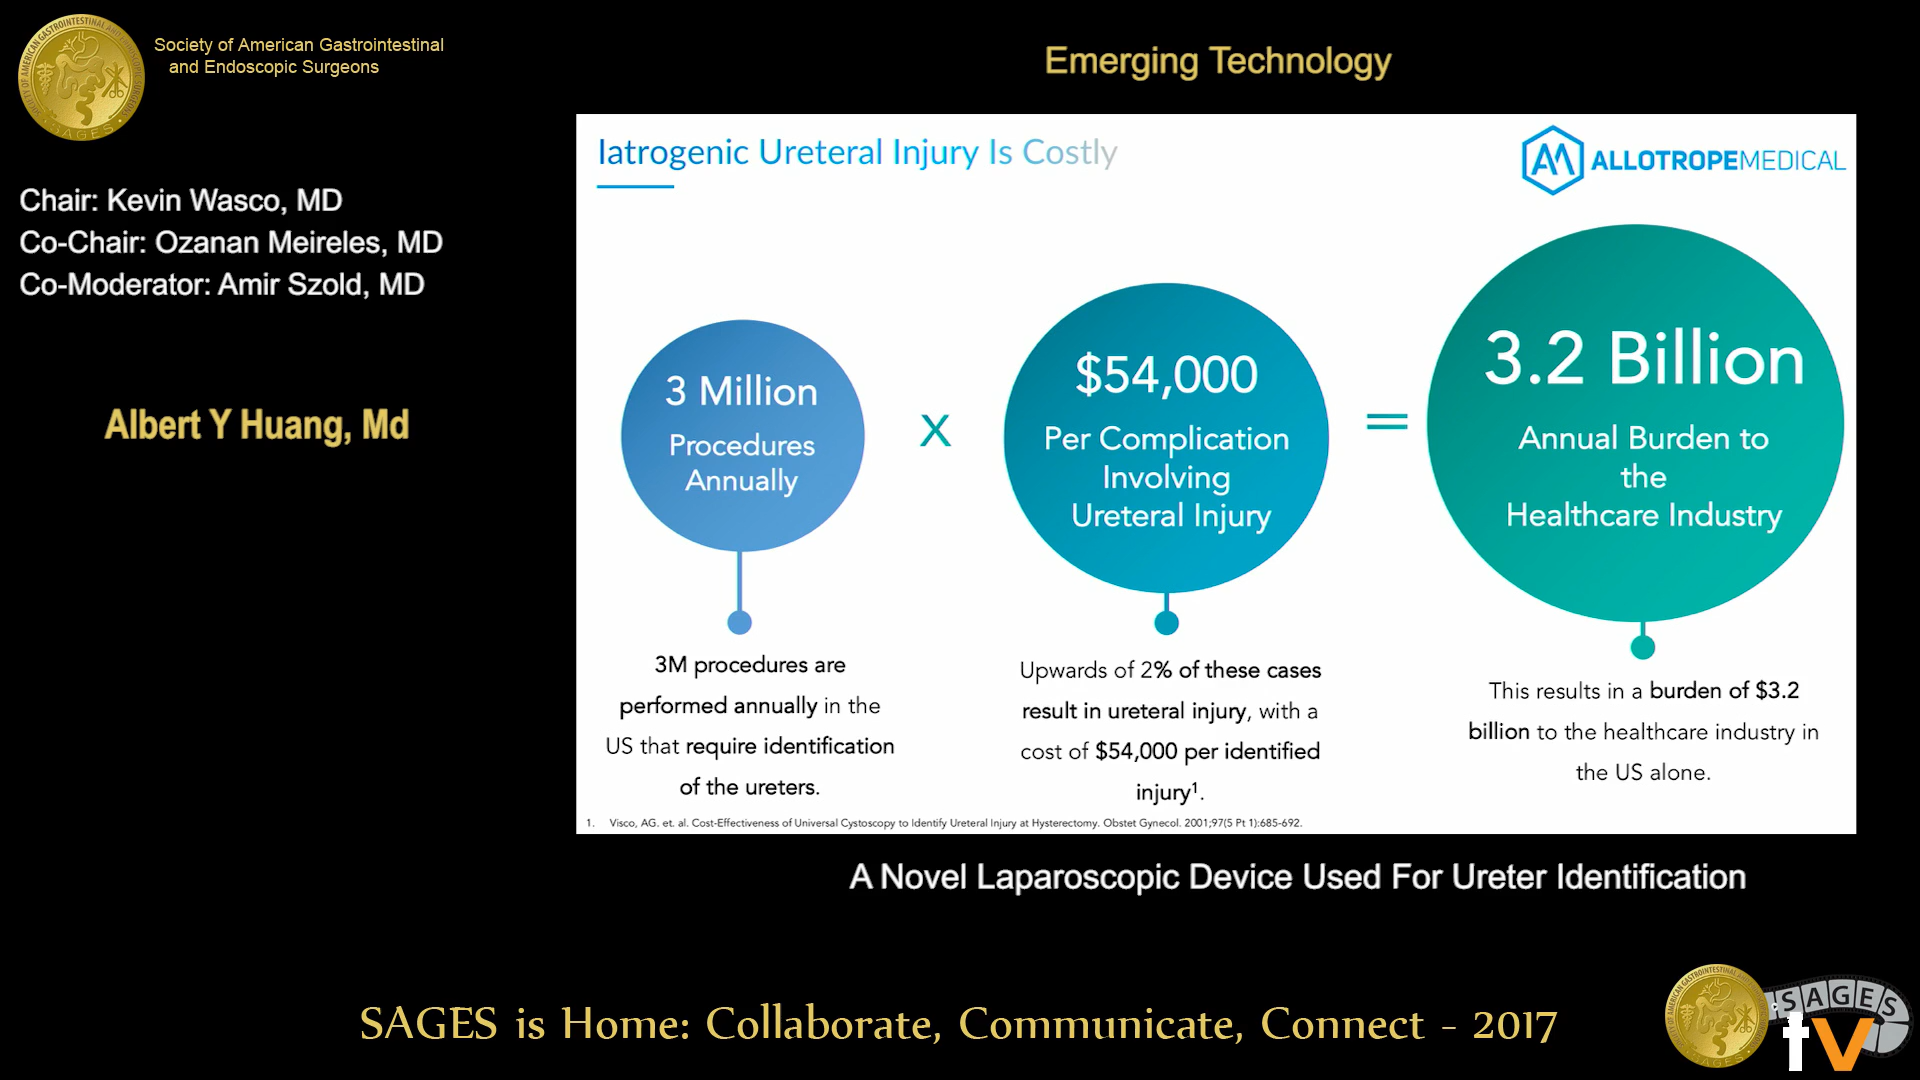 Society of American Gastrointestinal
and Endoscopic Surgeons
Emerging Technology
Chair: Kevin Wasco, MD
Co-Chair: Ozanan Meireles, MD
Co-Moderator: Amir Szold, MD
Albert Y Huang, Md
Iatrogenic Ureteral Injury Is Costly
ALLOTROPEMEDICAL
3 Million
Procedures
Annually
x
$54,000
Per Complication
Involving
Ureteral Injury
=
3.2 Billion
Annual Burden to
the
Healthcare Industry
3M procedures are
performed annually in the
US that require identification
of the ureters.
Upwards of 2% of these cases
result in ureteral injury, with a
cost of $54,000 per identified
injury¹.
This results in a burden of $3.2
billion to the healthcare industry in
the US alone.
1. Visco, AG. et. al. Cost-Effectiveness of Universal Cystoscopy to Identify Ureteral Injury at Hysterectomy. Obstet Gynecol. 2001;97(5 Pt 1):685-692.
A Novel Laparoscopic Device Used For Ureter Identification
SAGES is Home: Collaborate, Communicate, Connect - 2017
SAGES
tv